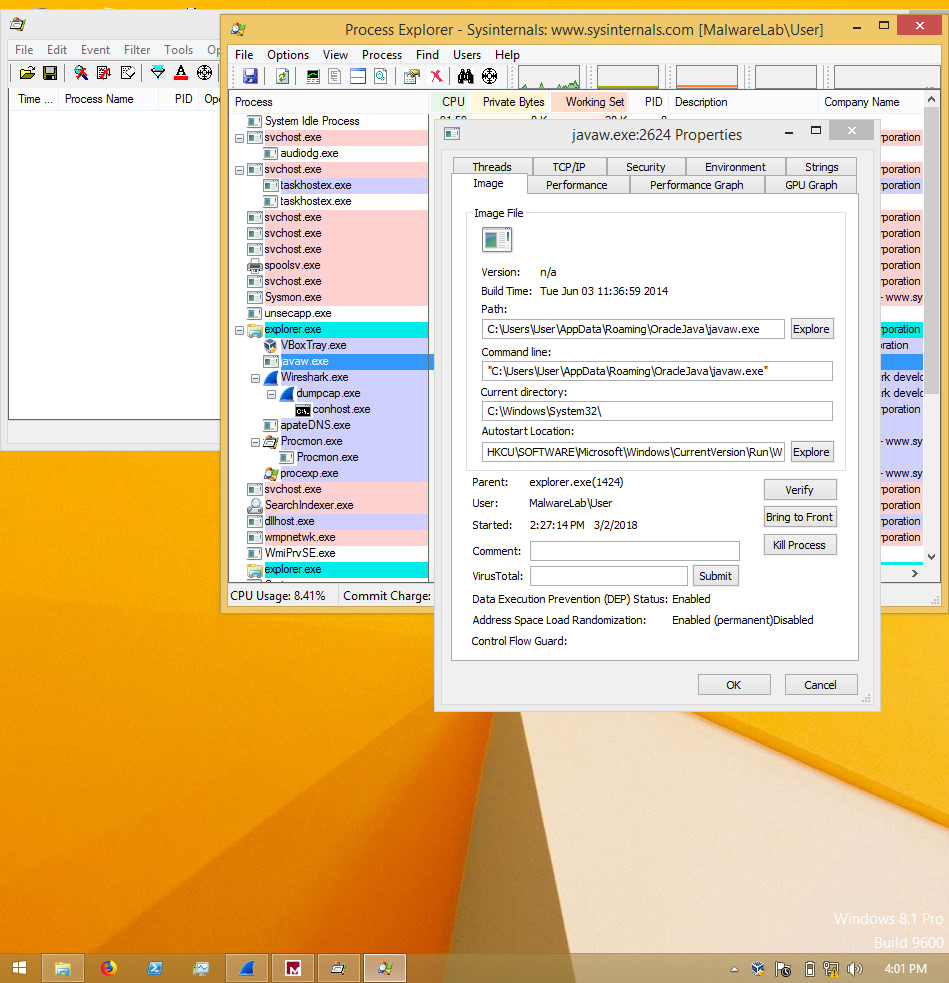 Process Explorer - Sysinternals: www.sysinternals.com [MalwareLab\User]
File Edit Event Filter Tools
File Options View Process Find Users Help
Time ... Process Name PID
Process CPU Private Bytes Working Set PID Description Company Name
System Idle Process
svchost.exe
audiodg.exe
svchost.exe
taskhostex.exe
taskhostex.exe
svchost.exe
svchost.exe
svchost.exe
spoolsv.exe
svchost.exe
Sysmon.exe
unsecapp.exe
explorer.exe
VBoxTray.exe
javaw.exe
Wireshark.exe
dumpcap.exe
conhost.exe
apateDNS.exe
Procmon.exe
Procmon.exe
procexp.exe
svchost.exe
SearchIndexer.exe
dllhost.exe
wmpnetwk.exe
WmiPrvSE.exe
explorer.exe
CPU Usage: 8.41% Commit Charge:
javaw.exe:2624 Properties
Threads TCP/IP Security Environment Strings
Image Performance Performance Graph GPU Graph
Image File
Version: n/a
Build Time: Tue Jun 03 11:36:59 2014
Path:
C:\Users\User\AppData\Roaming\OracleJava\javaw.exe Explore
Command line:
"C:\Users\User\AppData\Roaming\OracleJava\javaw.exe"
Current directory:
C:\Windows\System32\
Autostart Location:
HKCU\SOFTWARE\Microsoft\Windows\CurrentVersion\Run\W Explore
Parent: explorer.exe(1424) Verify
User: MalwareLab\User
Bring to Front
Started: 2:27:14 PM 3/2/2018
Kill Process
Comment:
VirusTotal: Submit
Data Execution Prevention (DEP) Status: Enabled
Address Space Load Randomization: Enabled (permanent)Disabled
Control Flow Guard:
OK Cancel
Windows 8.1 Pro
Build 9600
4:01 PM